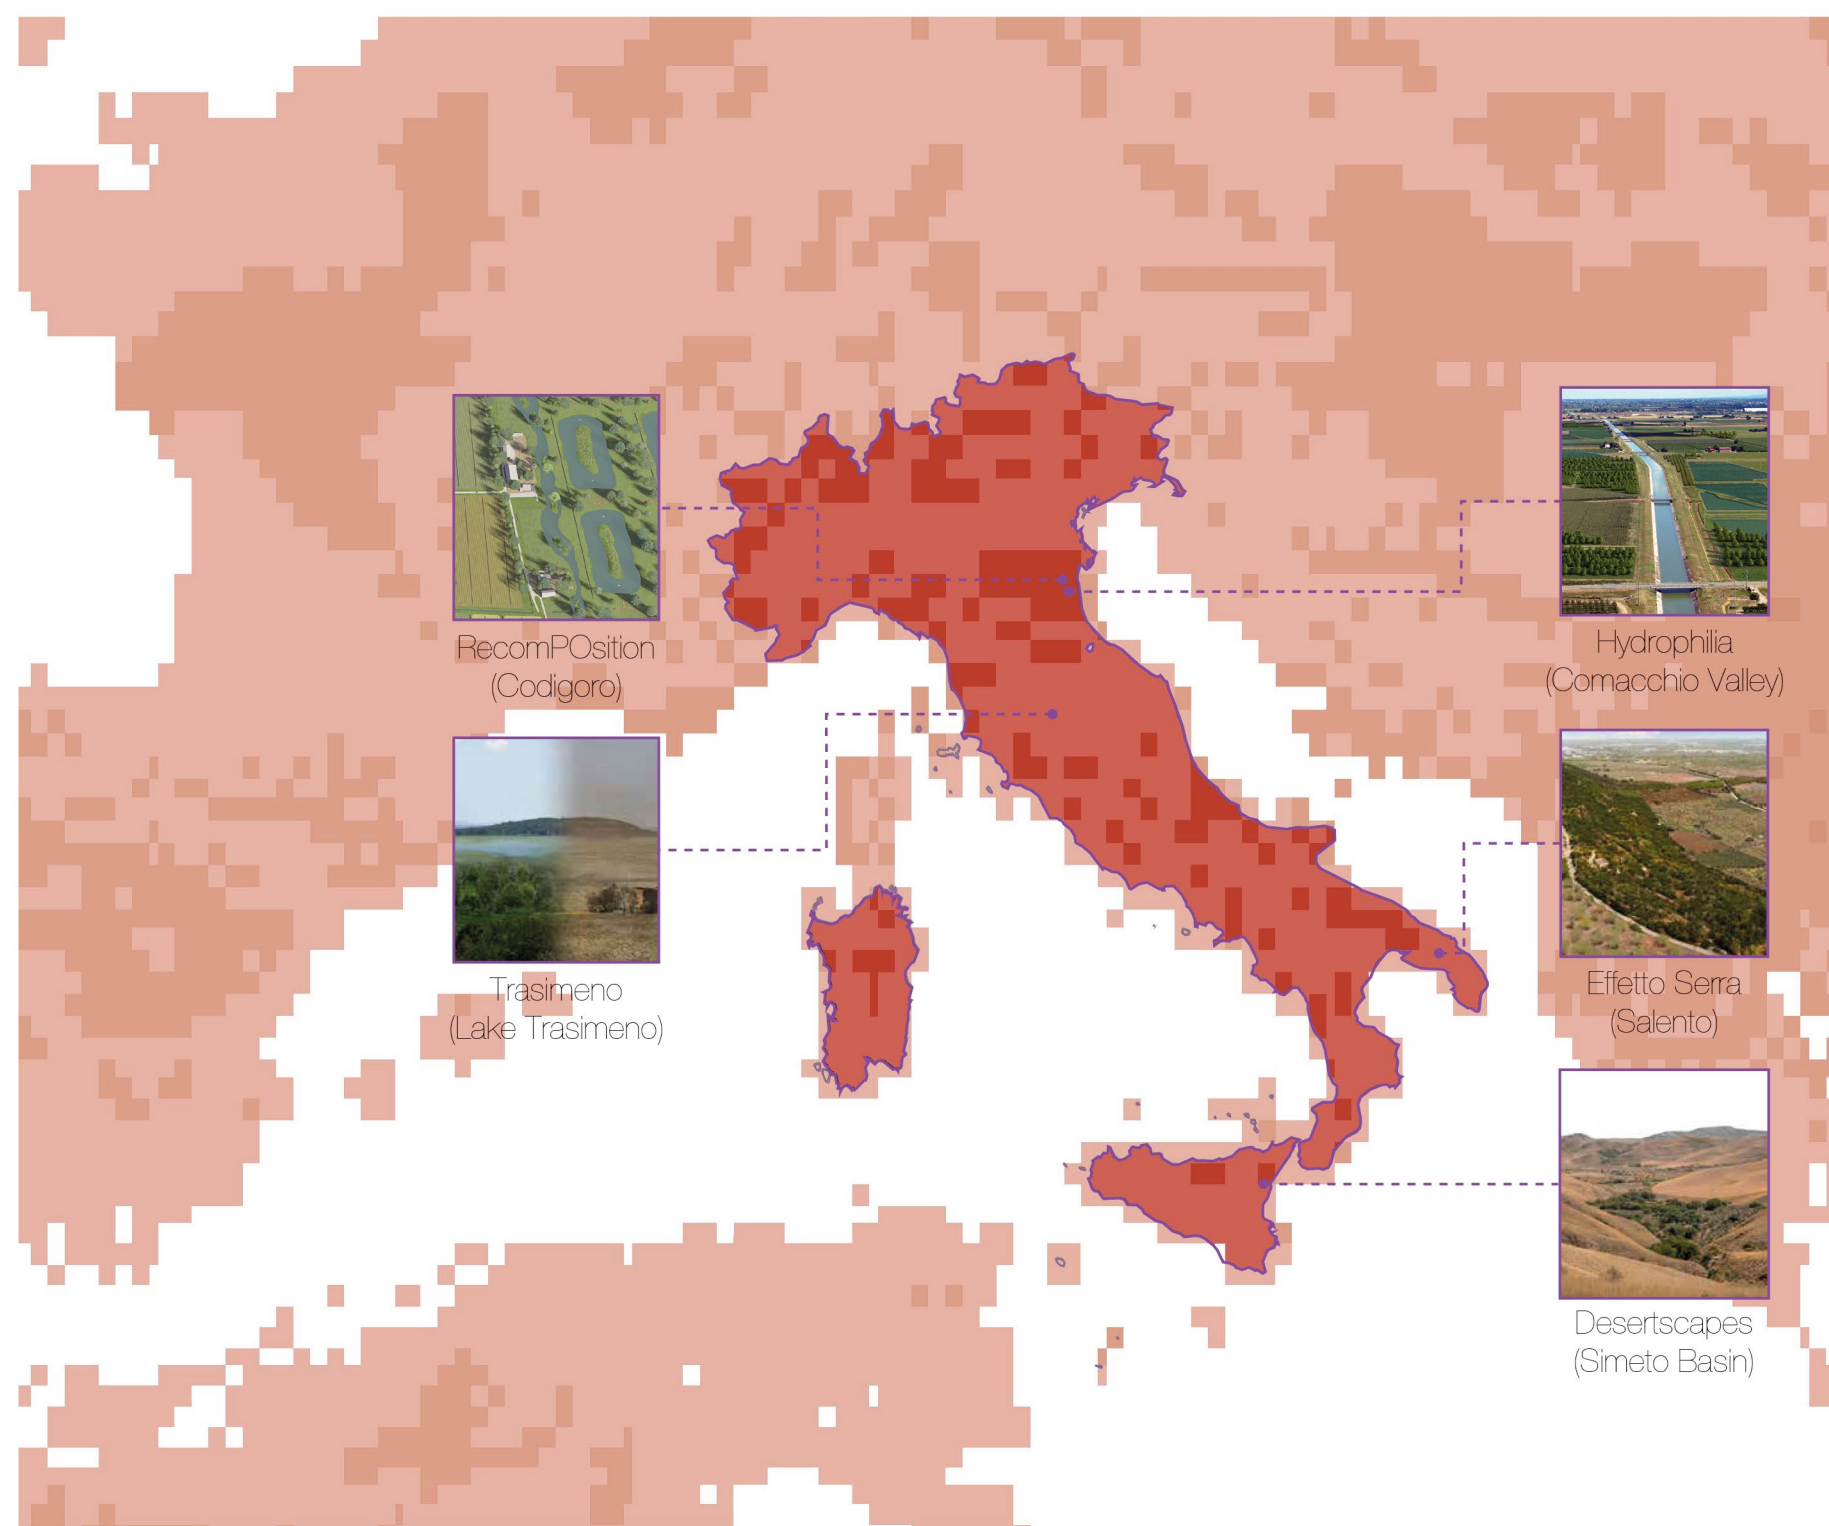 RecomPOsition
(Codigoro)
Trasimeno
(Lake Trasimeno)
Hydrophilia
(Comacchio Valley)
Effetto Serra
(Salento)
Desertscapes
(Simeto Basin)